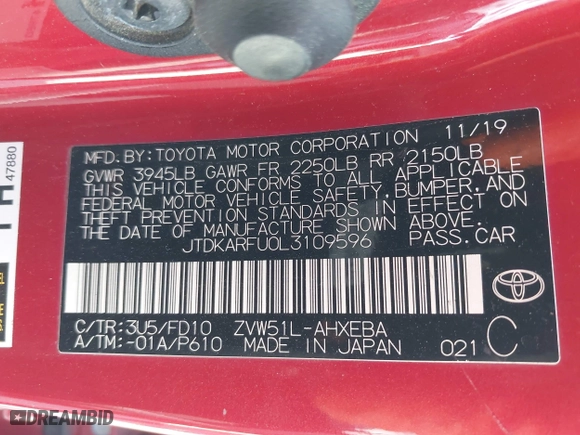 MFD. BY: TOYOTA MOTOR CORPORATION 11/19
GVWR 3945LB GAWR FR 2250LB RR 2150LB
THIS VEHICLE CONFORMS TO ALL APPLICABLE
FEDERAL MOTOR VEHICLE SAFETY, BUMPER, AND
THEFT PREVENTION STANDARDS IN EFFECT ON
THE DATE OF MANUFACTURE SHOWN ABOVE.
JTDKARFU0L3109596 PASS. CAR
C/TR: 3U5/FD10 ZVW51L-AHXEBA
A/TM: -01A/P610 MADE IN JAPAN 021 C
TOYOTA
47880
DREAMBID